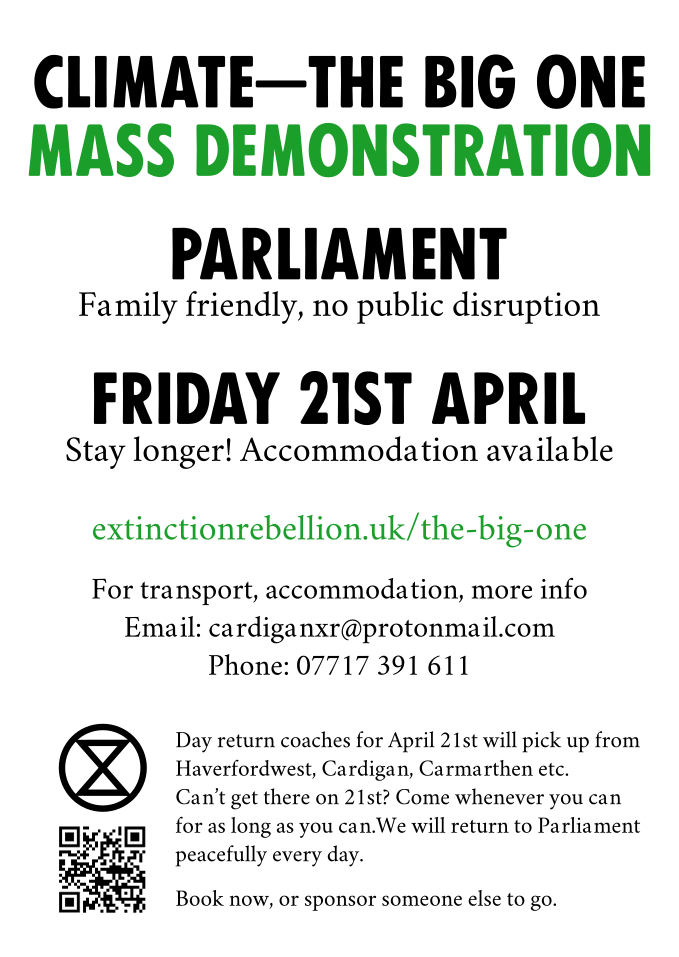 CLIMATE—THE BIG ONE
MASS DEMONSTRATION
PARLIAMENT
Family friendly, no public disruption
FRIDAY 21ST APRIL
Stay longer! Accommodation available
extinctionrebellion.uk/the-big-one
For transport, accommodation, more info
Email: cardiganxr@protonmail.com
Phone: 07717 391 611
Day return coaches for April 21st will pick up from
Haverfordwest, Cardigan, Carmarthen etc.
Can’t get there on 21st? Come whenever you can
for as long as you can.We will return to Parliament
peacefully every day.
Book now, or sponsor someone else to go.